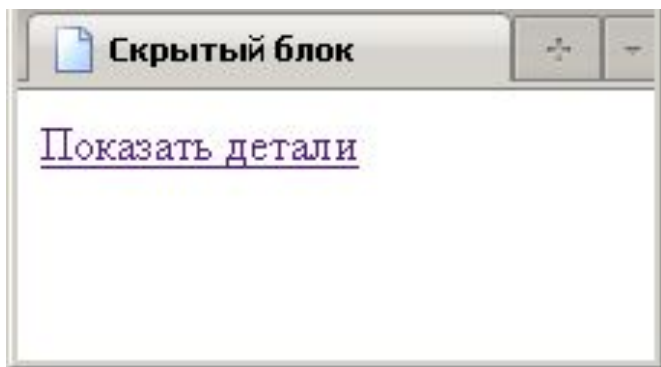 Скрытый блок
Показать детали